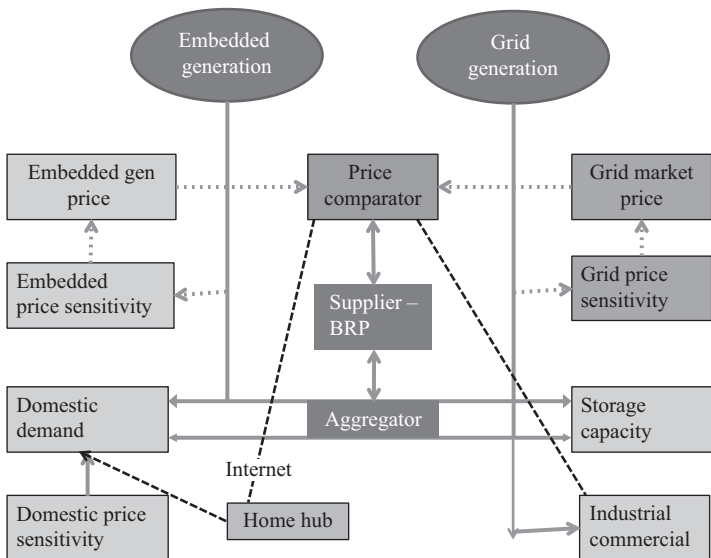 Embedded
generation
Grid
generation
Embedded gen
price
Price
comparator
Grid market
price
Embedded
price sensitivity
Supplier –
BRP
Grid price
sensitivity
Domestic
demand
Aggregator
Storage
capacity
Internet
Domestic price
sensitivity
Home hub
Industrial
commercial